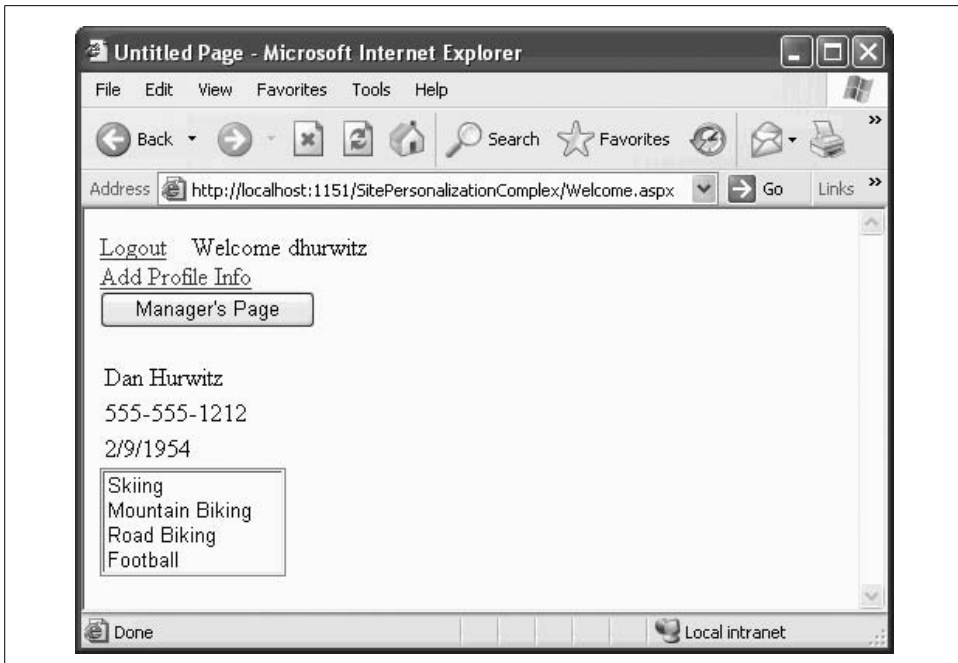 Untitled Page - Microsoft Internet Explorer
File Edit View Favorites Tools Help
Back Search Favorites »
Address http://localhost:1151/SitePersonalizationComplex/Welcome.aspx Go Links »
Logout Welcome dhurwitz
Add Profile Info
Manager's Page
Dan Hurwitz
555-555-1212
2/9/1954
Skiing
Mountain Biking
Road Biking
Football
Done Local intranet